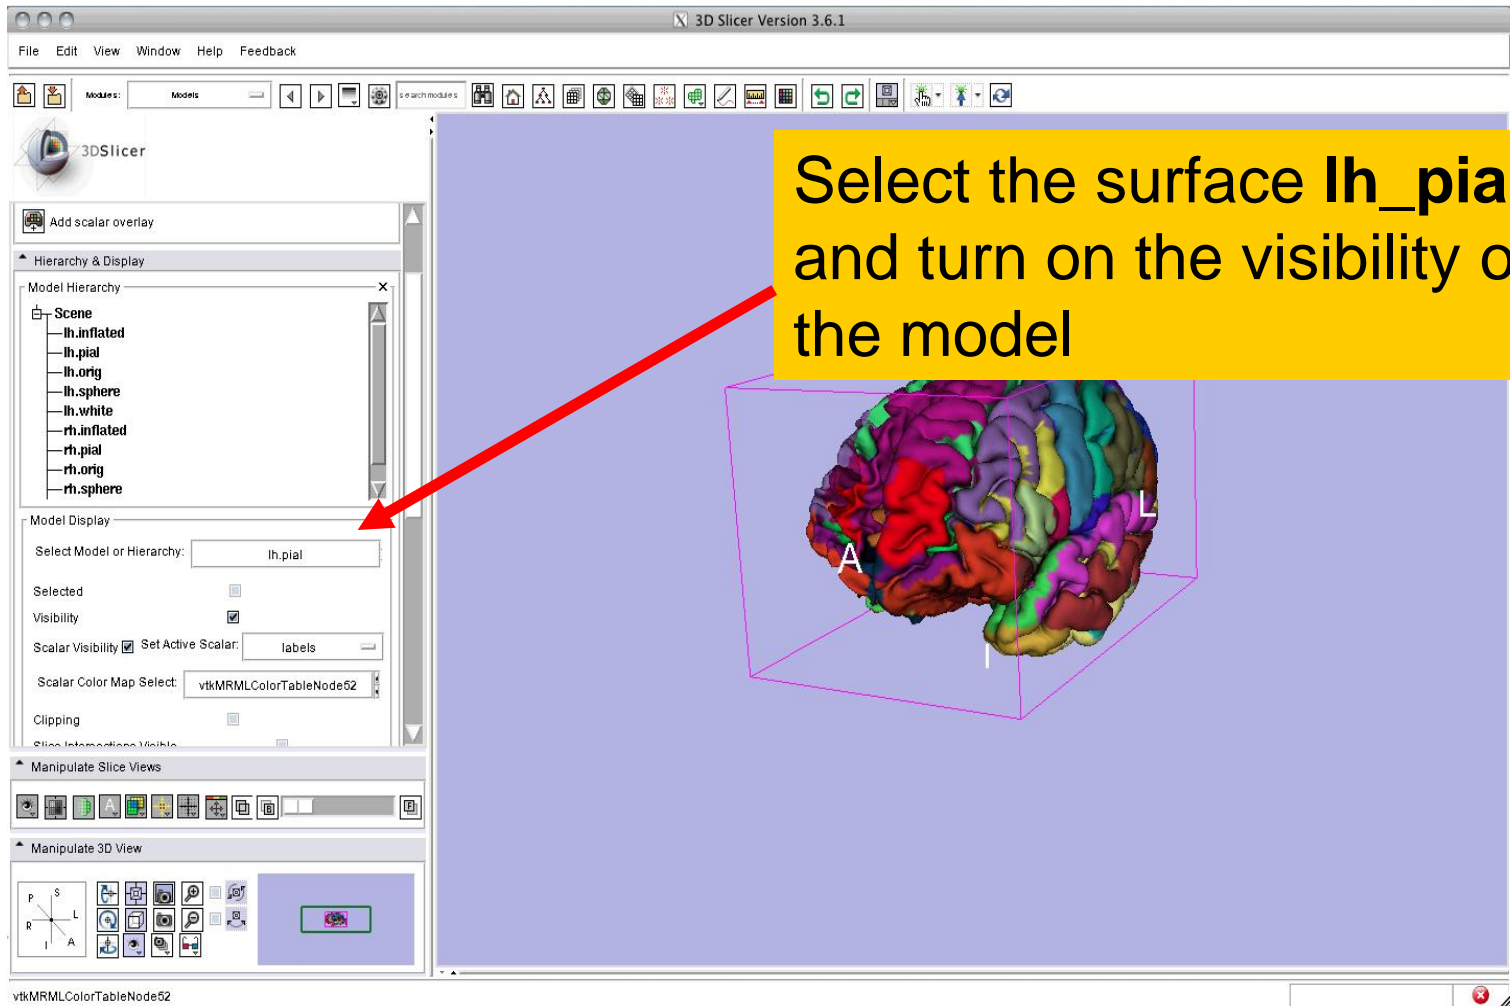 3D Slicer Version 3.6.1
File Edit View Window Help Feedback
Modules: Models search modules
3DSlicer
Add scalar overlay
Hierarchy & Display
Model Hierarchy
Scene
lh.inflated
lh.pial
lh.orig
lh.sphere
lh.white
rh.inflated
rh.pial
rh.orig
rh.sphere
Model Display
Select Model or Hierarchy: lh.pial
Selected
Visibility
Scalar Visibility Set Active Scalar: labels
Scalar Color Map Select: vtkMRMLColorTableNode52
Clipping
Slice Intersections Visible
Manipulate Slice Views
Manipulate 3D View
P S
R L
I A
Select the surface lh_pia
and turn on the visibility o
the model
A
L
I
vtkMRMLColorTableNode52